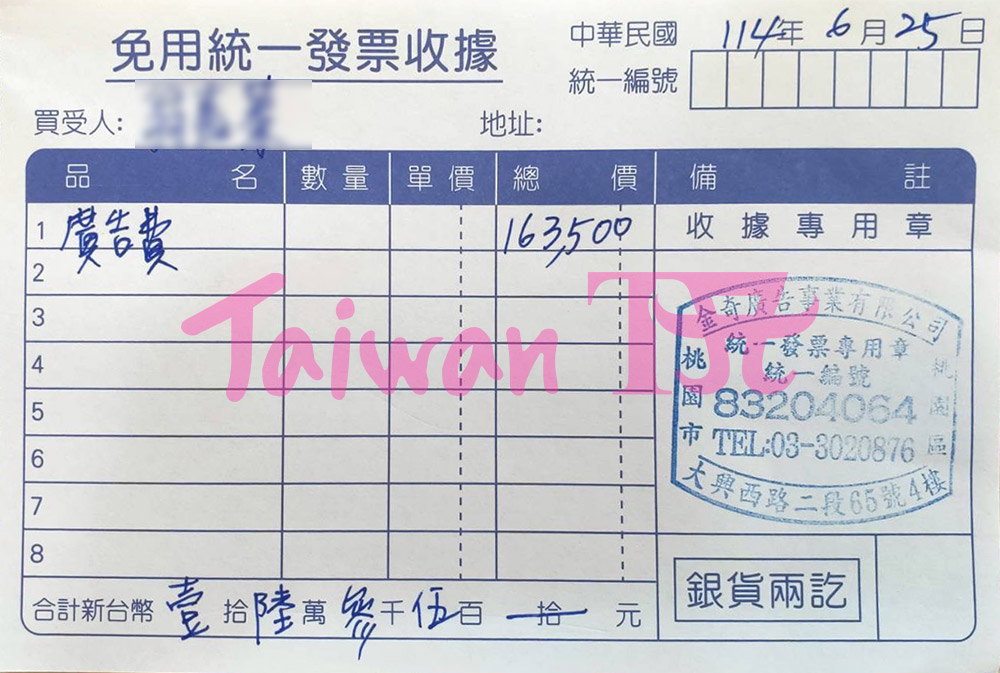 免用統一發票收據
中華民國 114年 6月25日
統一編號
買受人:
地址:
品名 數量 單價 總價 備註
1 廣告費 163,500 收據專用章
2
3
4
5
6
7
8
金奇廣告事業有限公司
統一發票專用章
統一編號
83204064
TEL:03-3020876
桃園市
桃園區
大興西路二段65號4樓
Taiwan Bt
銀貨兩訖
合計新台幣 壹拾陸萬參千伍百一拾元